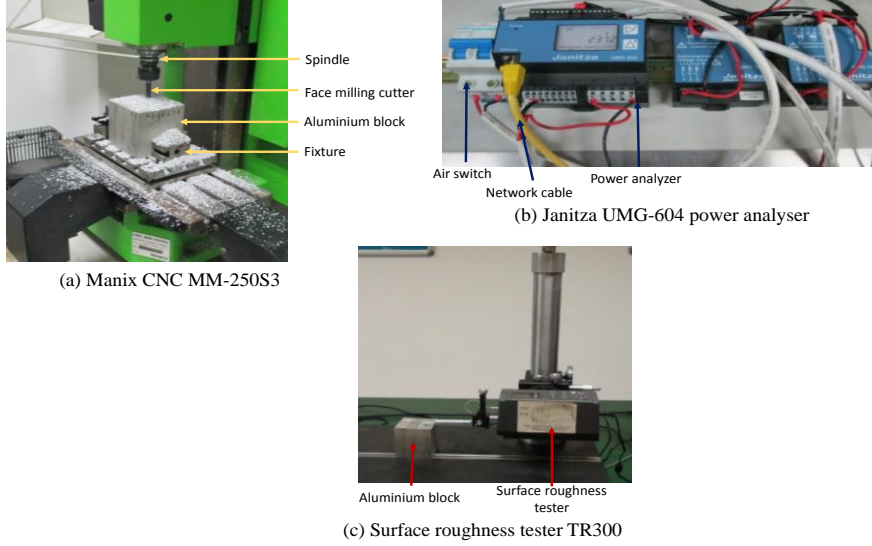 Spindle
Face milling cutter
Aluminium block
Fixture
(a) Manix CNC MM-250S3
Janitza
Air switch
Network cable
Power analyzer
(b) Janitza UMG-604 power analyser
Aluminium block
Surface roughness
tester
(c) Surface roughness tester TR300